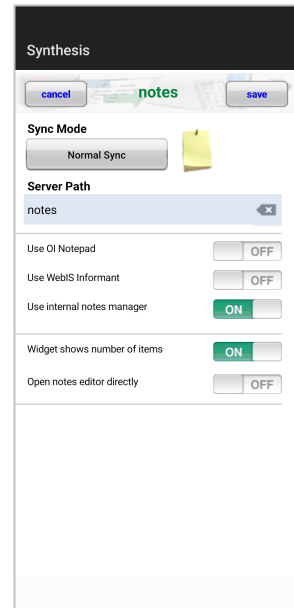 Synthesis
cancel notes save
Sync Mode
Normal Sync
Server Path
notes
Use OI Notepad OFF
Use WebIS Informant OFF
Use internal notes manager ON
Widget shows number of items ON
Open notes editor directly OFF